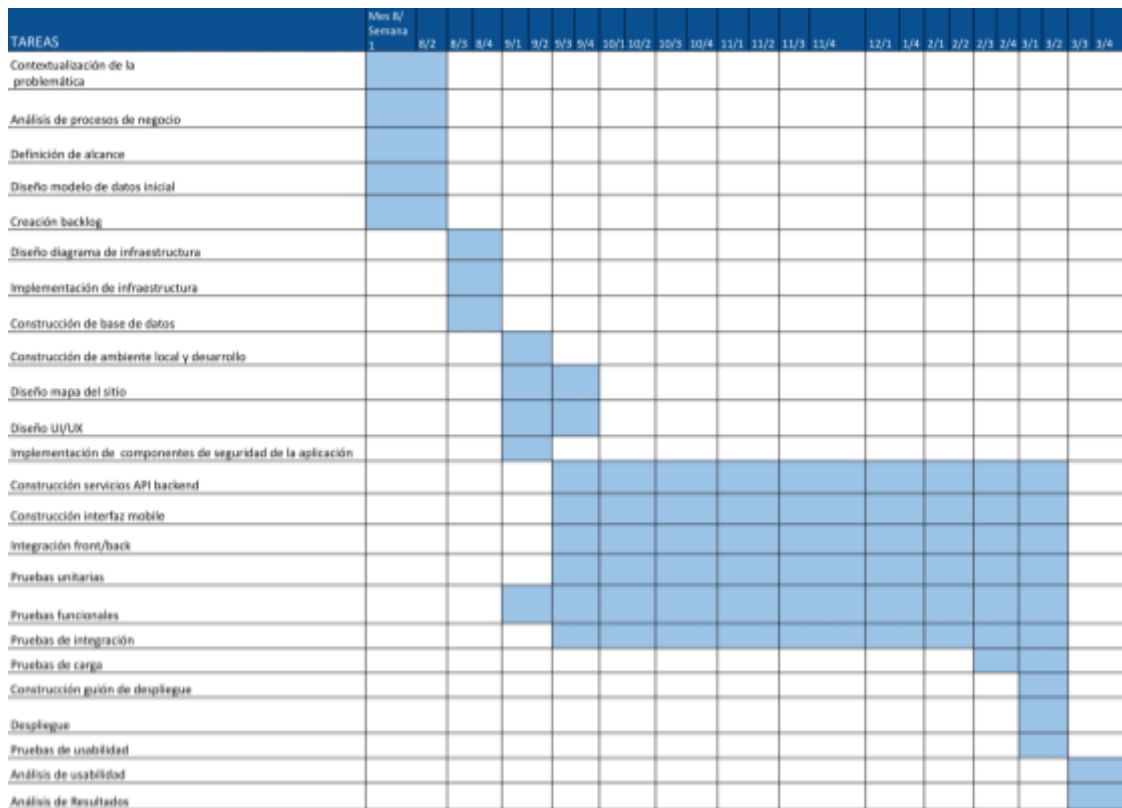 Mes 8/
Semana
TAREAS 1 8/2 8/3 8/4 9/1 9/2 9/3 9/4 10/1 10/2 10/3 10/4 11/1 11/2 11/3 11/4 12/1 1/4 2/1 2/2 2/3 2/4 3/1 3/2 3/3 3/4
Contextualización de la
problemática
Análisis de procesos de negocio
Definición de alcance
Diseño modelo de datos inicial
Creación backlog
Diseño diagrama de infraestructura
Implementación de infraestructura
Construcción de base de datos
Construcción de ambiente local y desarrollo
Diseño mapa del sitio
Diseño UI/UX
Implementación de componentes de seguridad de la aplicación
Construcción servicios API backend
Construcción interfaz mobile
Integración front/back
Pruebas unitarias
Pruebas funcionales
Pruebas de integración
Pruebas de carga
Construcción guión de despliegue
Despliegue
Pruebas de usabilidad
Análisis de usabilidad
Análisis de Resultados